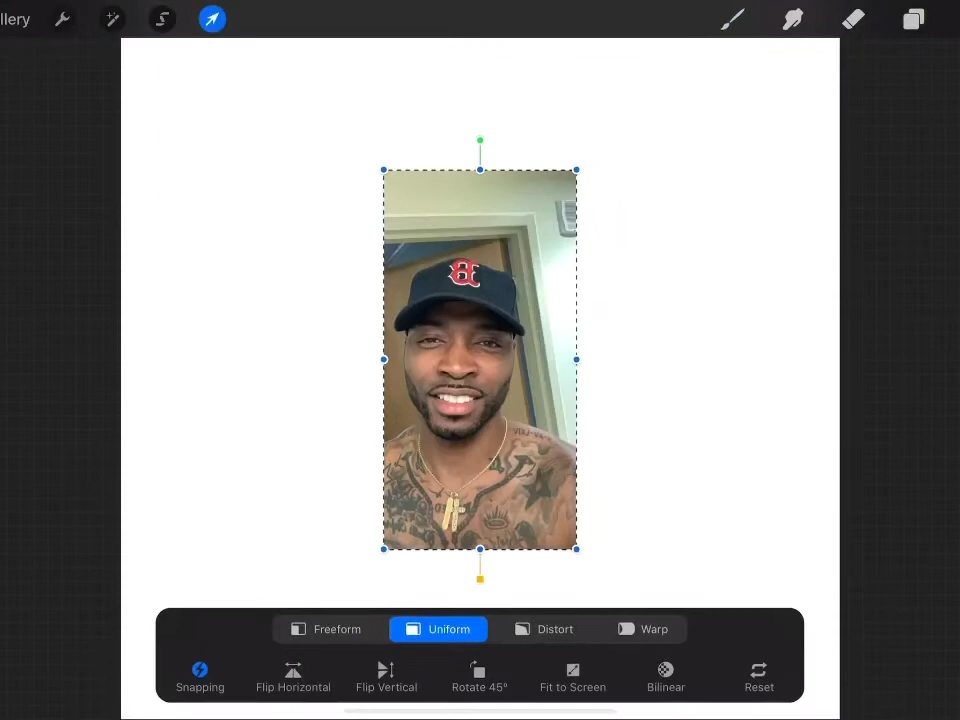 llery
B
Freeform Uniform Distort Warp
Snapping Flip Horizontal Flip Vertical Rotate 45° Fit to Screen Bilinear Reset